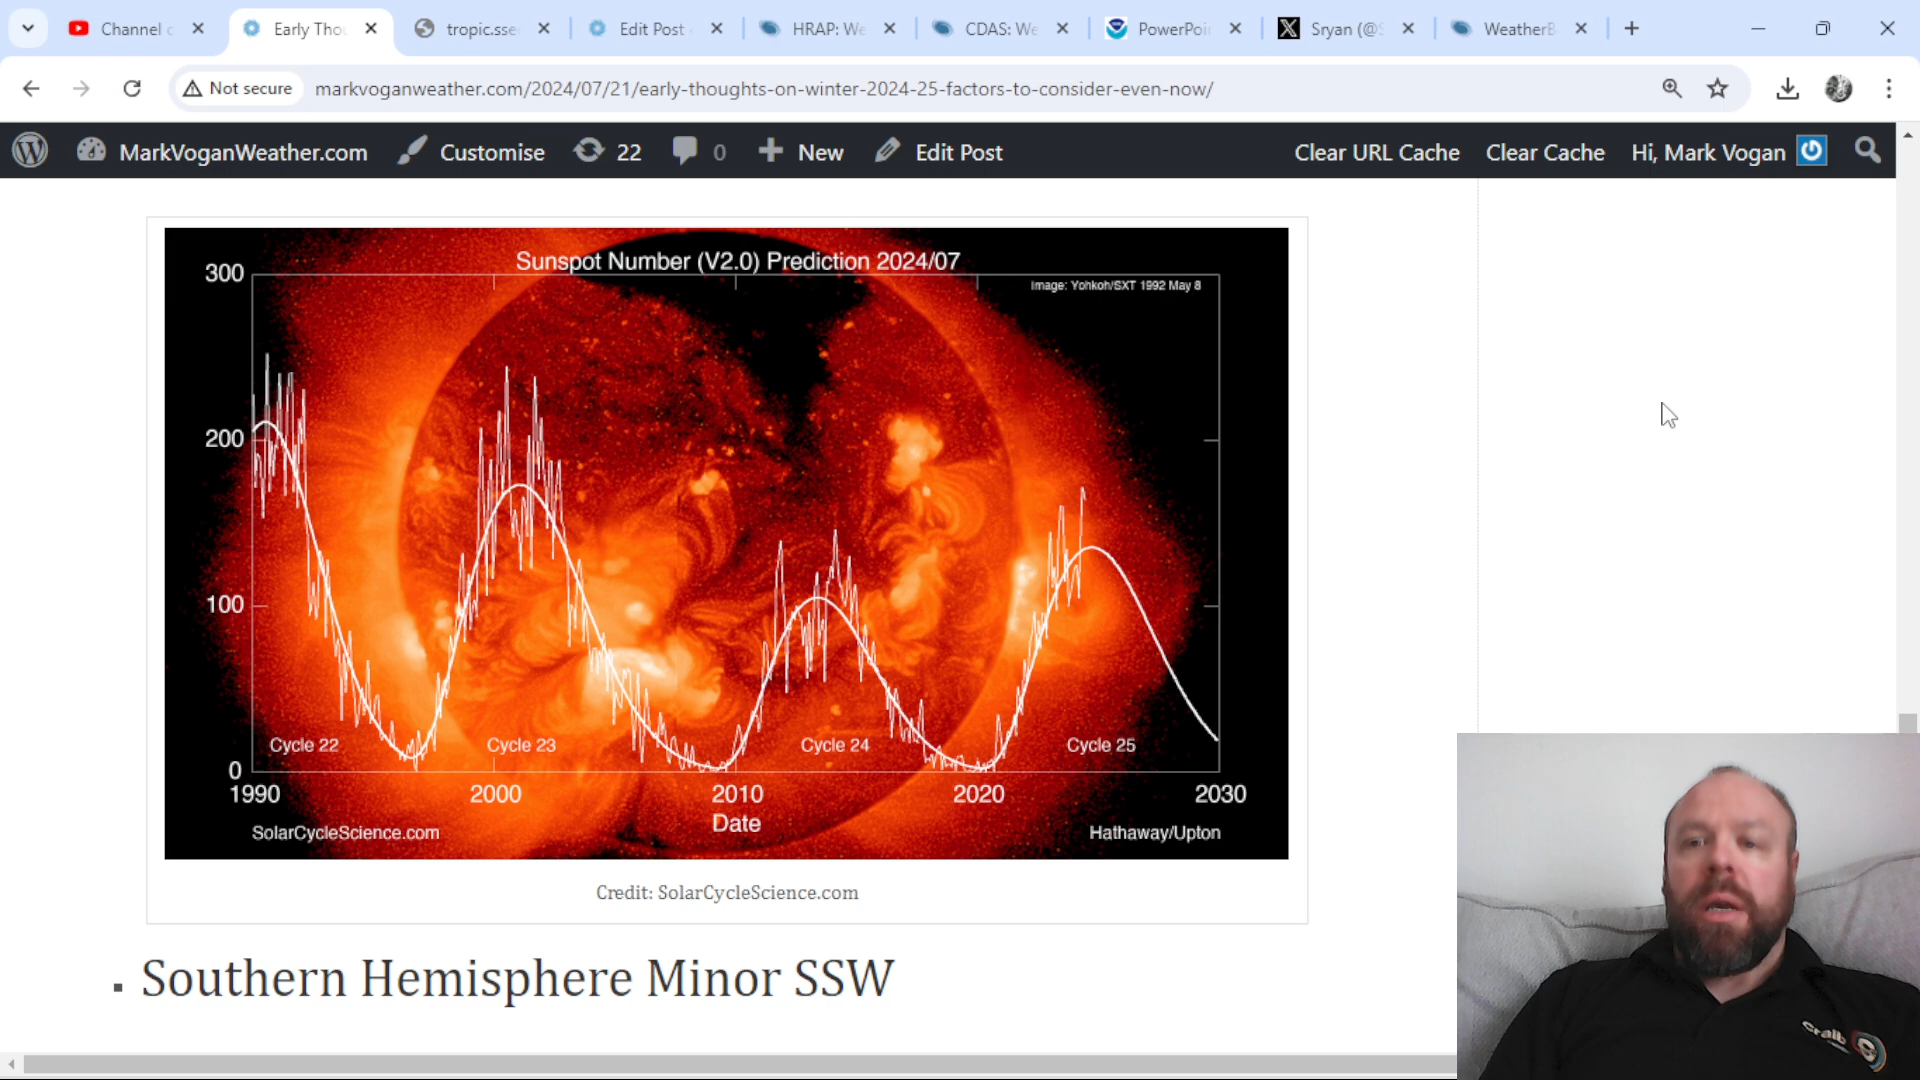 Channel c
Early Tho
tropic.sse
Edit Post
HRAP: We
CDAS: We
PowerPoi
Sryan (@S
WeatherB
Not secure
markvoganweather.com/2024/07/21/early-thoughts-on-winter-2024-25-factors-to-consider-even-now/
MarkVoganWeather.com
Customise
22
0
New
Edit Post
Clear URL Cache
Clear Cache
Hi, Mark Vogan
Sunspot Number (V2.0) Prediction 2024/07
Image: Yohkoh/SXT 1992 May 8
300
200
100
0
Cycle 22
Cycle 23
Cycle 24
Cycle 25
1990
2000
2010
2020
2030
Date
SolarCycleScience.com
Hathaway/Upton
Credit: SolarCycleScience.com
▪ Southern Hemisphere Minor SSW
Craib